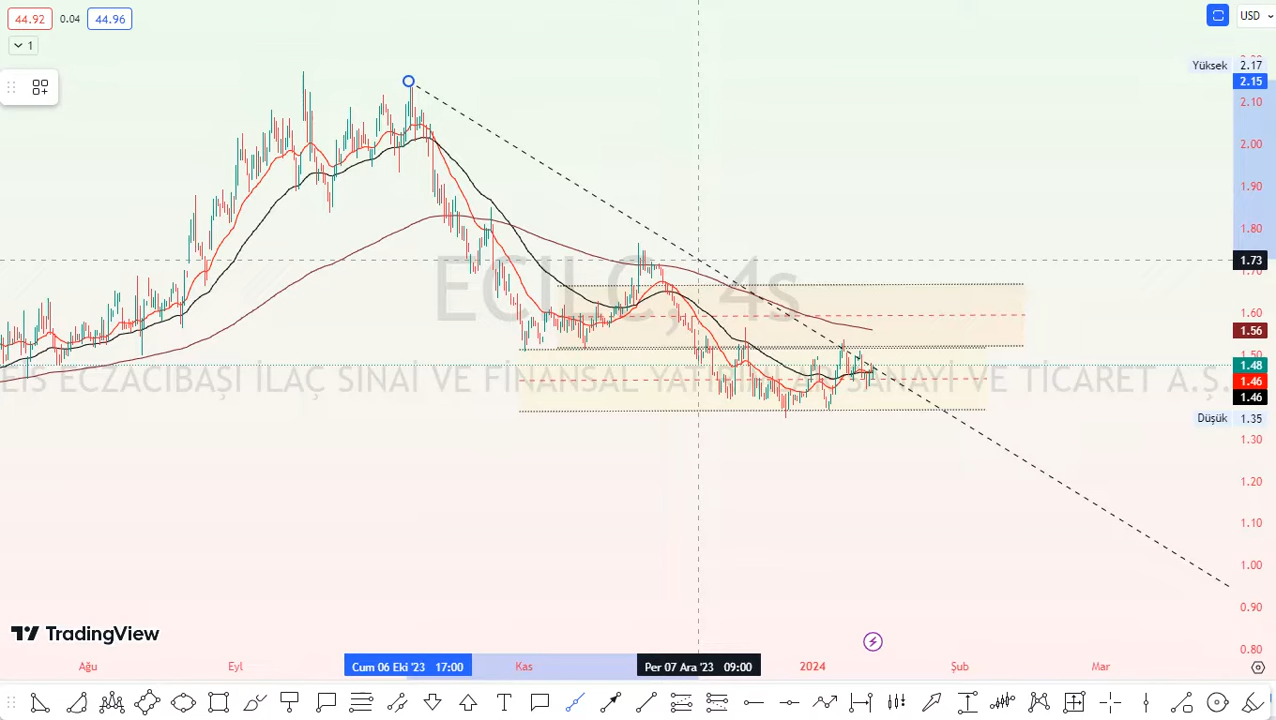 44.92 0.04 44.96
USD
1
Yüksek 2.17
2.15
2.10
2.00
1.90
1.80
1.73
1.70
1.60
1.56
1.50
1.48
1.46
1.46
Düşük 1.35
1.30
1.20
1.10
1.00
0.90
0.80
ECILC, 4s
EİS ECZACIBAŞI İLAÇ SINAİ VE FİNANSAL YATIRIMLAR SANAYİ VE TİCARET A.Ş.
TradingView
Ağu Eyl Cum 06 Eki '23 17:00 Kas Per 07 Ara '23 09:00 2024 Şub Mar